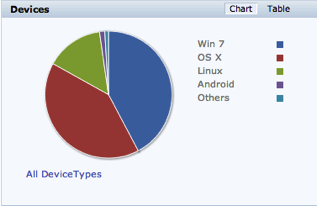 Devices
Chart Table
Win 7
OS X
Linux
Android
Others
All DeviceTypes